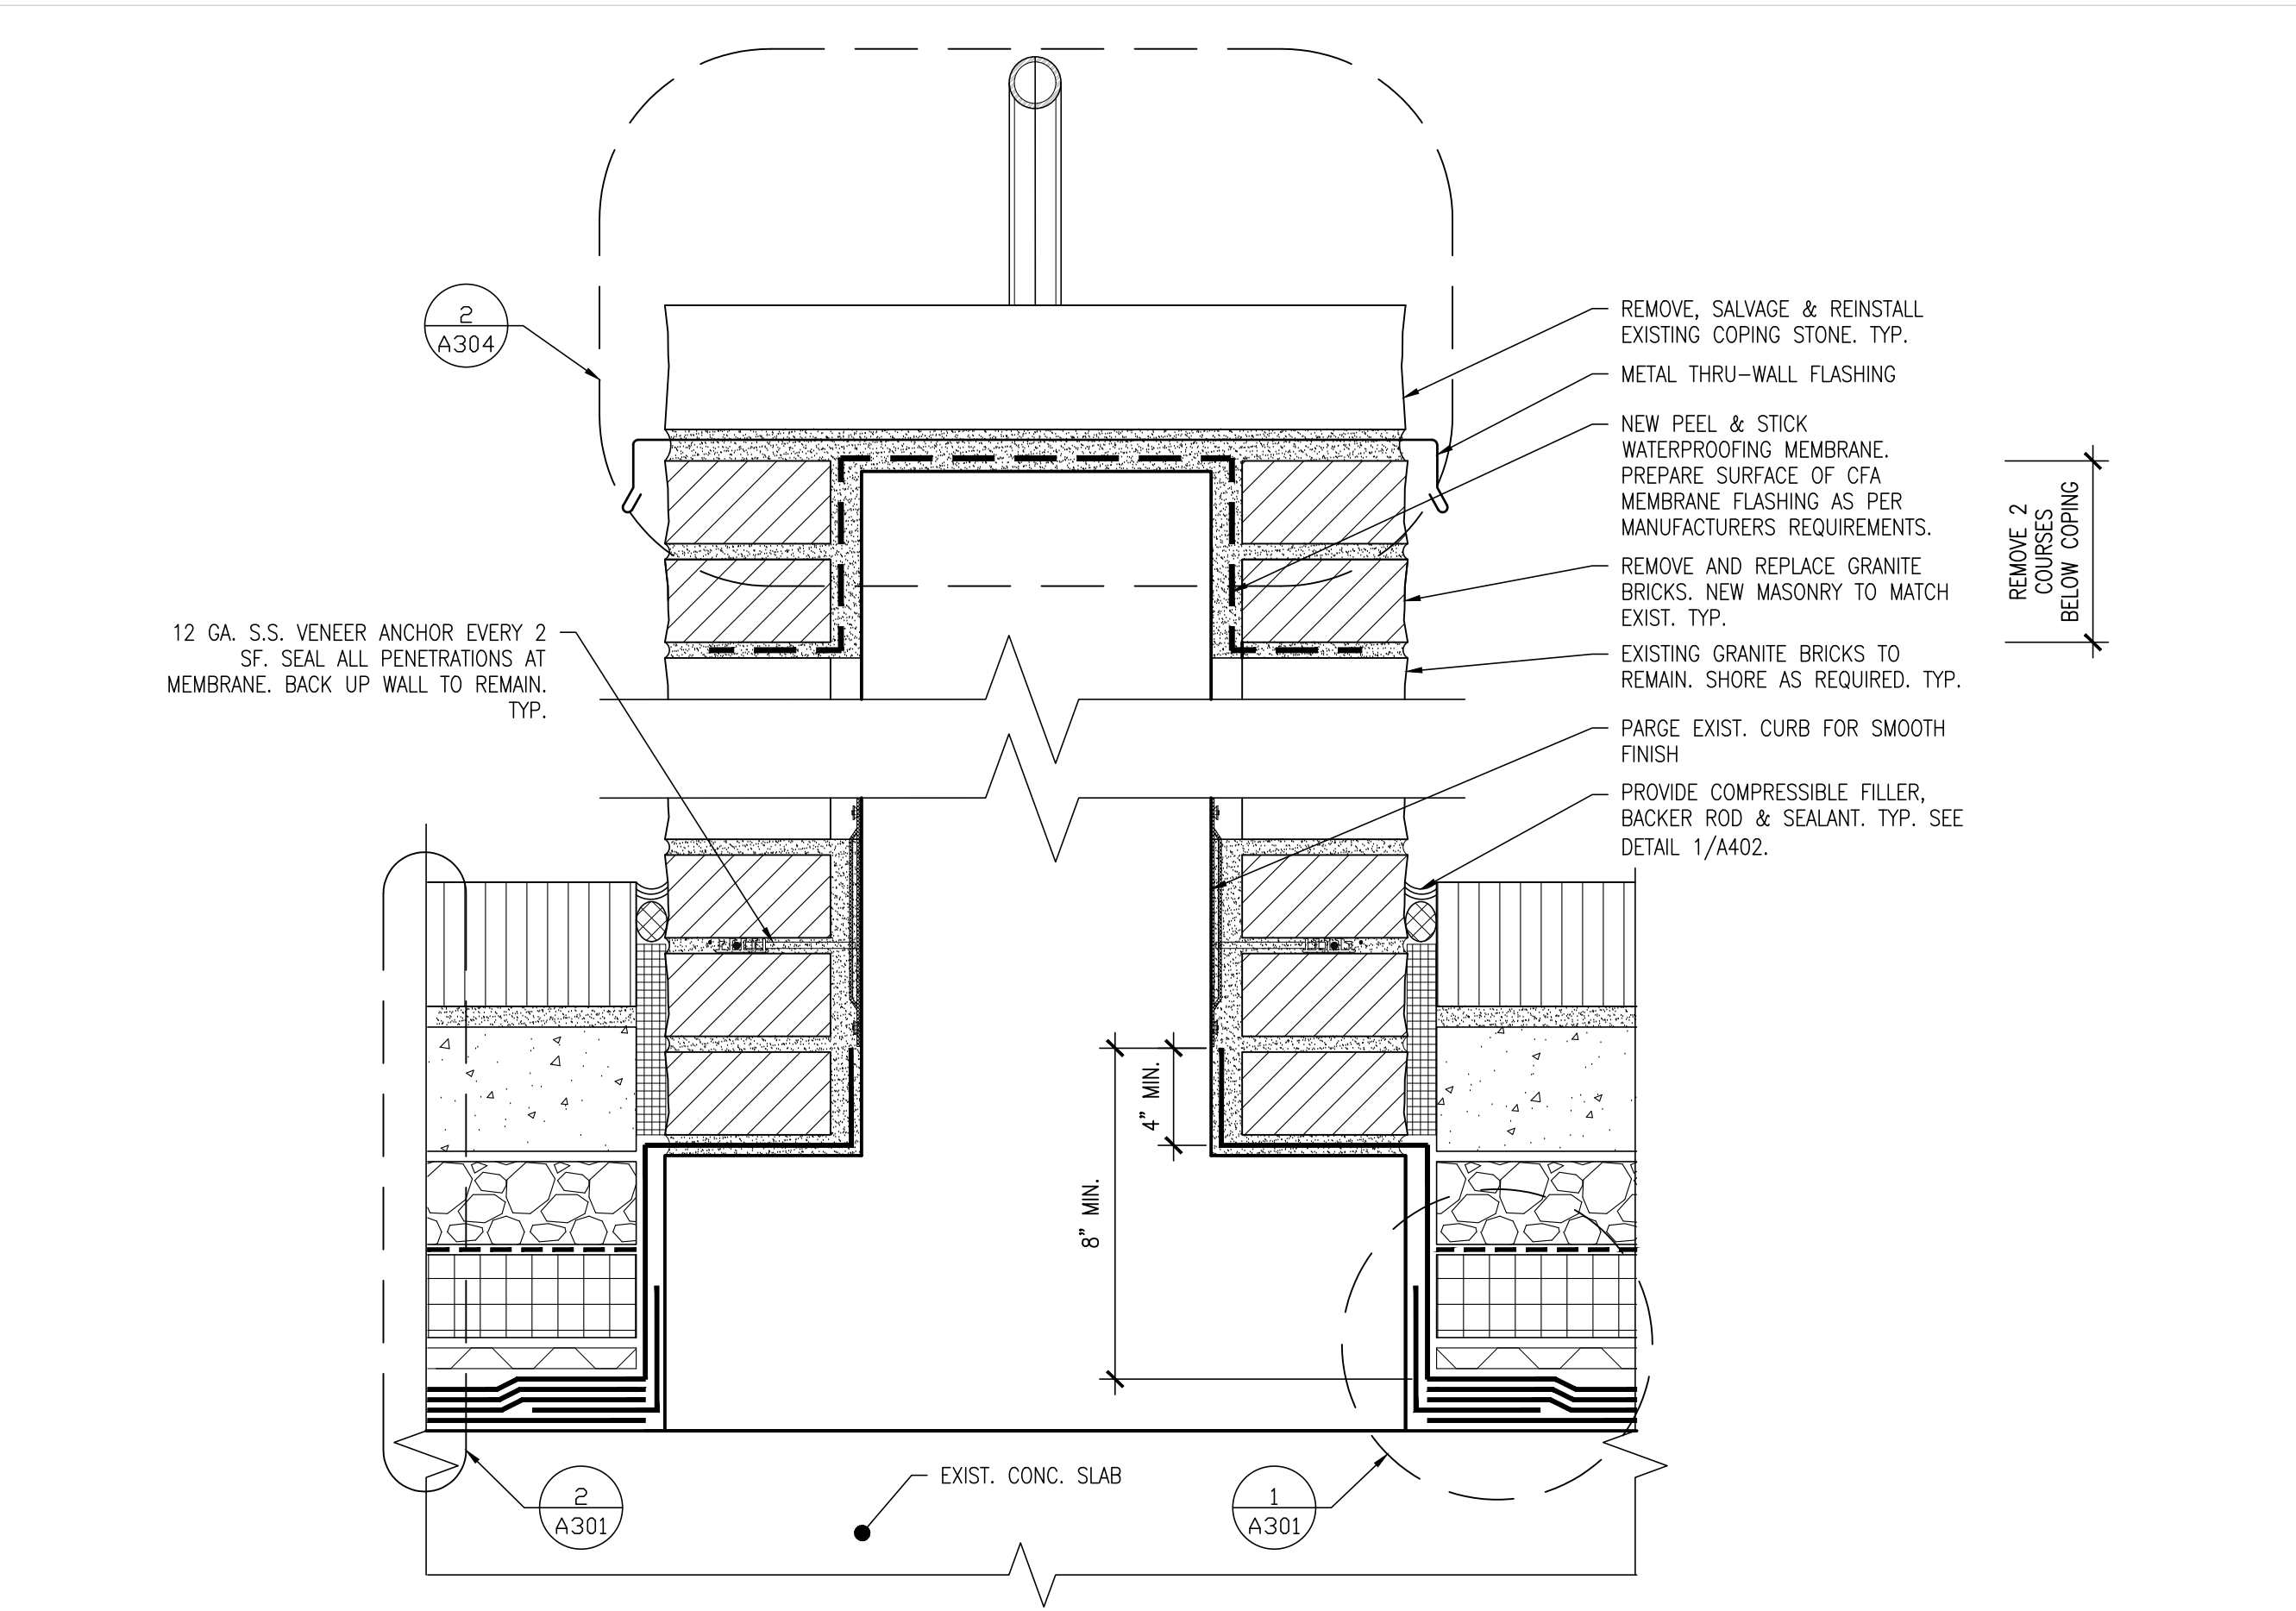 2
A304
REMOVE, SALVAGE & REINSTALL
EXISTING COPING STONE. TYP.
METAL THRU-WALL FLASHING
NEW PEEL & STICK
WATERPROOFING MEMBRANE.
PREPARE SURFACE OF CFA
MEMBRANE FLASHING AS PER
MANUFACTURERS REQUIREMENTS.
REMOVE AND REPLACE GRANITE
BRICKS. NEW MASONRY TO MATCH
EXIST. TYP.
EXISTING GRANITE BRICKS TO
REMAIN. SHORE AS REQUIRED. TYP.
PARGE EXIST. CURB FOR SMOOTH
FINISH
PROVIDE COMPRESSIBLE FILLER,
BACKER ROD & SEALANT. TYP. SEE
DETAIL 1/A402.
REMOVE 2
COURSES
BELOW COPING
12 GA. S.S. VENEER ANCHOR EVERY 2
SF. SEAL ALL PENETRATIONS AT
MEMBRANE. BACK UP WALL TO REMAIN.
TYP.
4" MIN.
8" MIN.
EXIST. CONC. SLAB
2
A301
1
A301